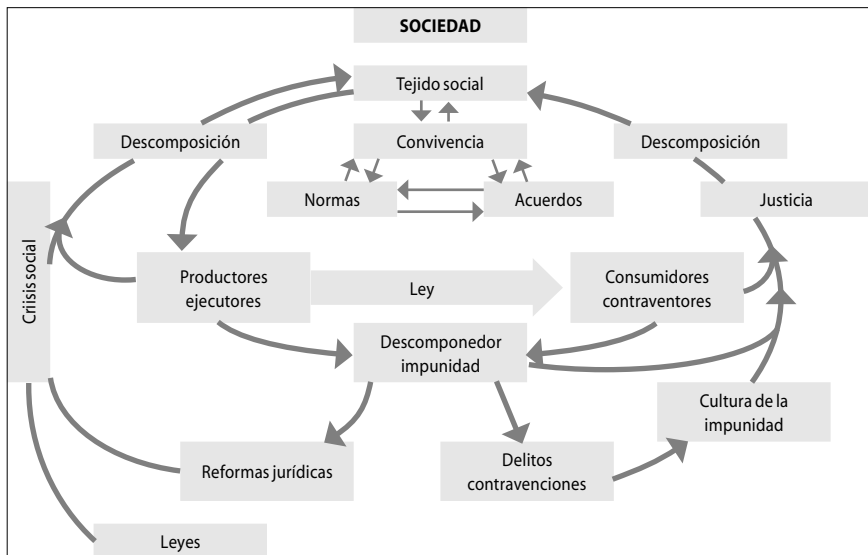 SOCIEDAD
Tejido social
Descomposición
Convivencia
Descomposición
Normas
Acuerdos
Justicia
Criisis social
Productores
ejecutores
Ley
Consumidores
contraventores
Descomponedor
impunidad
Cultura de la
impunidad
Reformas jurídicas
Delitos
contravenciones
Leyes